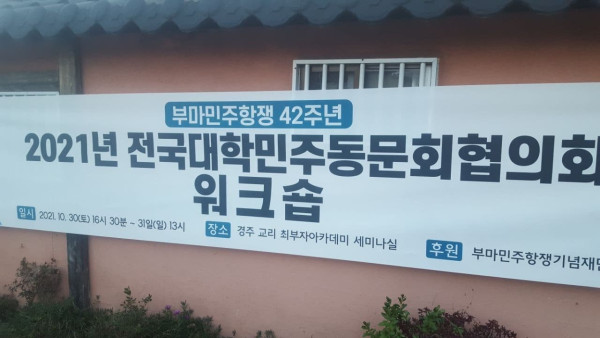 부마민주항쟁 42주년
2021년 전국대학민주동문회협의회
워크숍
일시 2021. 10. 30(토) 16시 30분 ~ 31(일) 13시 장소 경주 교리 최부자아카데미 세미나실 후원 부마민주항쟁기념재단